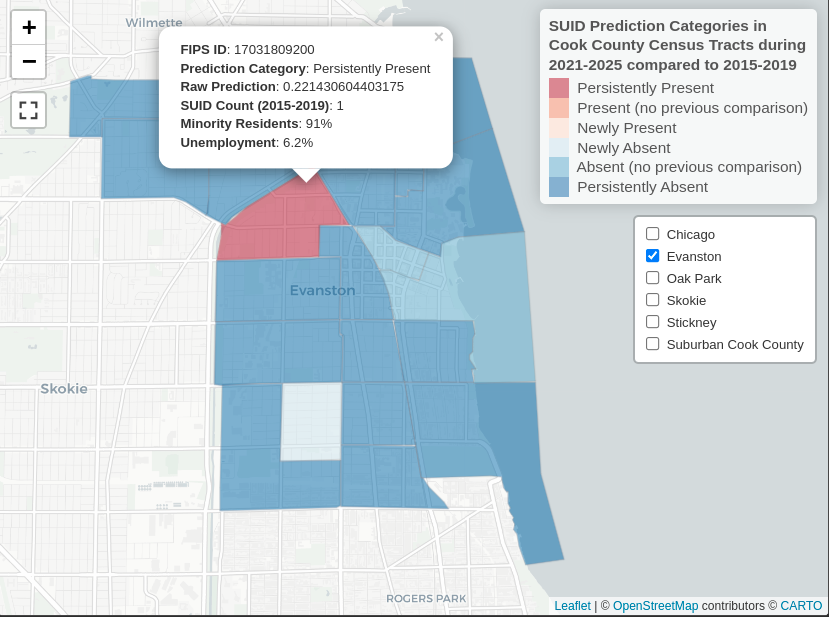 +
−
Wilmette
×
FIPS ID: 17031809200
Prediction Category: Persistently Present
Raw Prediction: 0.221430604403175
SUID Count (2015-2019): 1
Minority Residents: 91%
Unemployment: 6.2%
SUID Prediction Categories in
Cook County Census Tracts during
2021-2025 compared to 2015-2019
Persistently Present
Present (no previous comparison)
Newly Present
Newly Absent
Absent (no previous comparison)
Persistently Absent
Chicago
Evanston
Oak Park
Skokie
Stickney
Suburban Cook County
Evanston
Skokie
ROGERS PARK
Leaflet | © OpenStreetMap contributors © CARTO